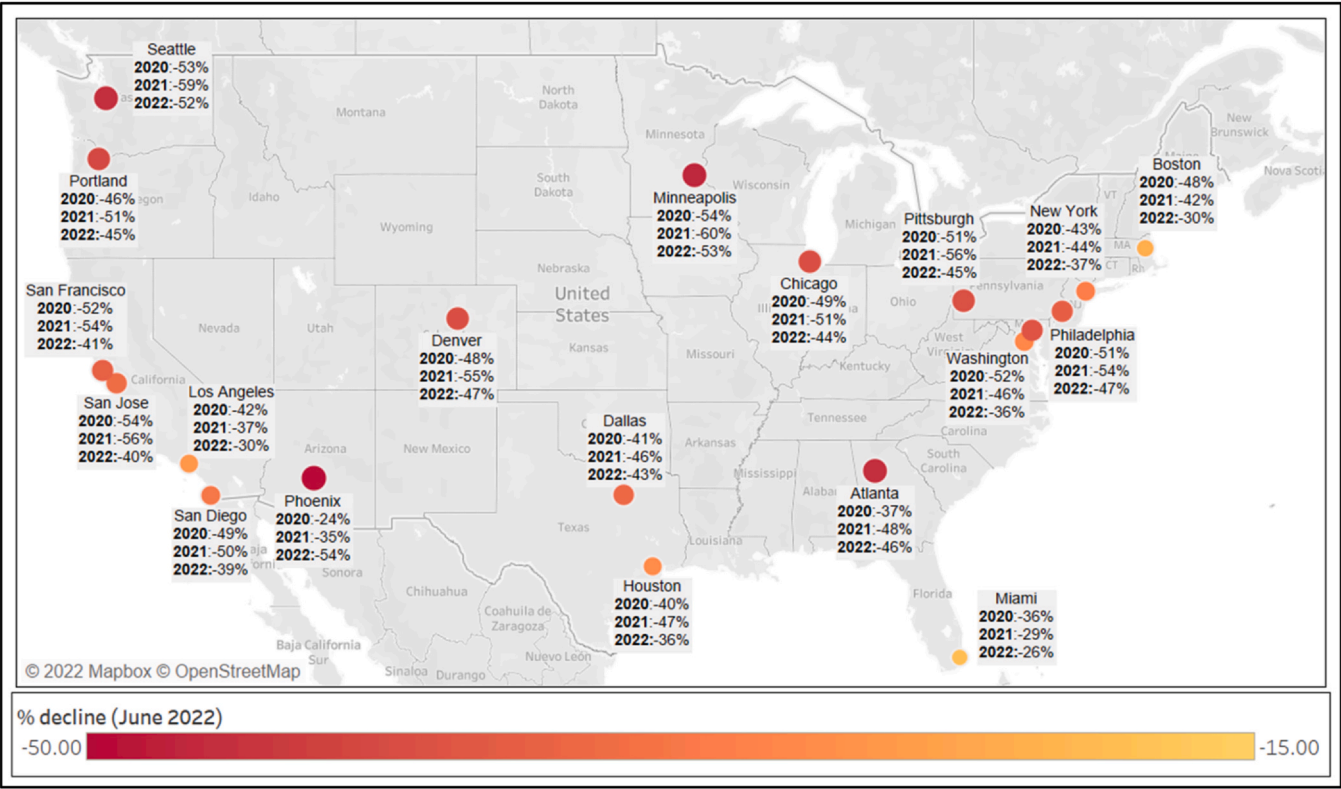 Seattle
2020:-53%
2021:-59%
2022:-52%
Portland
2020:-46%
2021:-51%
2022:-45%
San Francisco
2020:-52%
2021:-54%
2022:-41%
San Jose
2020:-54%
2021:-56%
2022:-40%
Los Angeles
2020:-42%
2021:-37%
2022:-30%
San Diego
2020:-49%
2021:-50%
2022:-39%
Phoenix
2020:-24%
2021:-35%
2022:-54%
Denver
2020:-48%
2021:-55%
2022:-47%
Dallas
2020:-41%
2021:-46%
2022:-43%
Houston
2020:-40%
2021:-47%
2022:-36%
Minneapolis
2020:-54%
2021:-60%
2022:-53%
Chicago
2020:-49%
2021:-51%
2022:-44%
Pittsburgh
2020:-51%
2021:-56%
2022:-45%
New York
2020:-43%
2021:-44%
2022:-37%
Boston
2020:-48%
2021:-42%
2022:-30%
Philadelphia
2020:-51%
2021:-54%
2022:-47%
Washington
2020:-52%
2021:-46%
2022:-36%
Atlanta
2020:-37%
2021:-48%
2022:-46%
Miami
2020:-36%
2021:-29%
2022:-26%
Montana
North
Dakota
Minnesota
South
Dakota
Wisconsin
Idaho
Wyoming
Michigan
Nebraska
United
States
Nevada
Utah
Kansas
Missouri
Ohio
Pennsylvania
West
Kentucky
California
Arizona
New Mexico
Arkansas
Tennessee
Carolina
South
Carolina
Mississippi
Texas
Louisiana
Florida
New
Brunswick
VT
MA
CT
Sonora
Chihuahua
Coahuila de
Zaragoza
Baja California
Sur
Sinaloa
Durango
Nuevo León
© 2022 Mapbox © OpenStreetMap
% decline (June 2022)
-50.00
-15.00